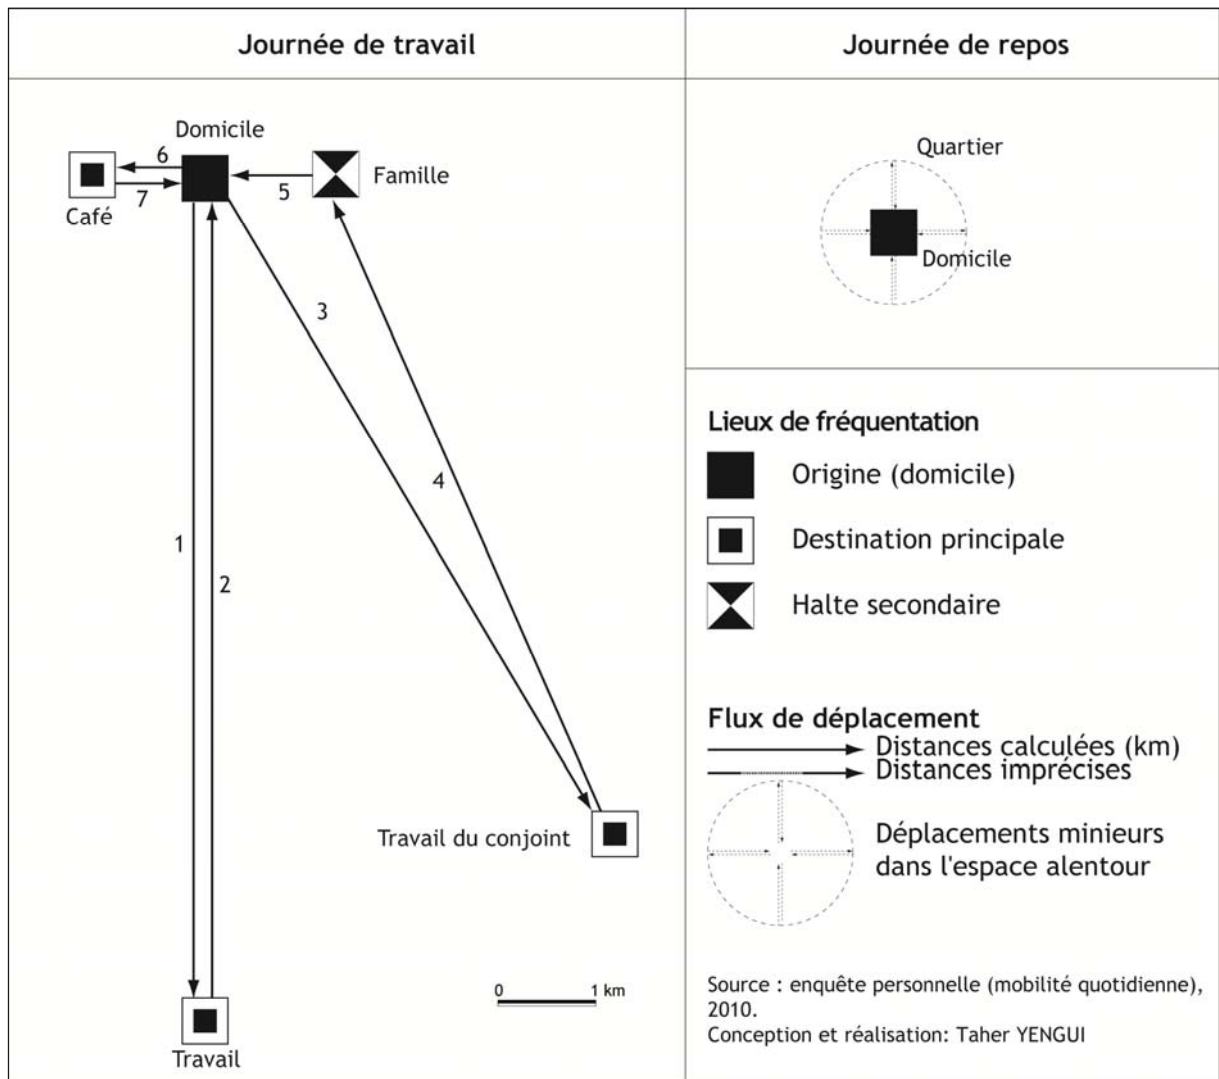 Journée de travail
Domicile
6
7
5
Famille
Café
3
4
1
2
Travail du conjoint
0 1 km
Travail
Journée de repos
Quartier
Domicile
Lieux de fréquentation
Origine (domicile)
Destination principale
Halte secondaire
Flux de déplacement
Distances calculées (km)
Distances imprécises
Déplacements minieurs
dans l'espace alentour
Source : enquête personnelle (mobilité quotidienne),
2010.
Conception et réalisation: Taher YENGUI